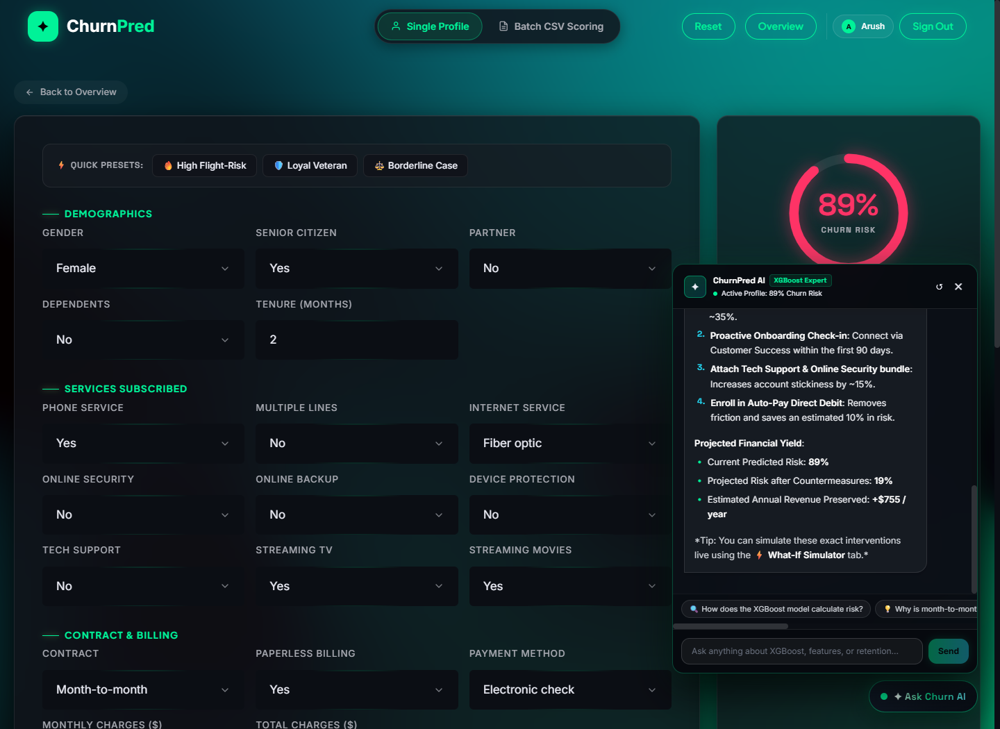 ChurnPred
Single Profile
Batch CSV Scoring
Reset
Overview
A
Arush
Sign Out
← Back to Overview
QUICK PRESETS:
High Flight-Risk
Loyal Veteran
Borderline Case
DEMOGRAPHICS
GENDER
SENIOR CITIZEN
PARTNER
Female
Yes
No
DEPENDENTS
TENURE (MONTHS)
No
2
SERVICES SUBSCRIBED
PHONE SERVICE
MULTIPLE LINES
INTERNET SERVICE
Yes
No
Fiber optic
ONLINE SECURITY
ONLINE BACKUP
DEVICE PROTECTION
No
No
No
TECH SUPPORT
STREAMING TV
STREAMING MOVIES
No
Yes
Yes
CONTRACT & BILLING
CONTRACT
PAPERLESS BILLING
PAYMENT METHOD
Month-to-month
Yes
Electronic check
MONTHLY CHARGES ($)
TOTAL CHARGES ($)
89%
CHURN RISK
ChurnPred AI
XGBoost Expert
Active Profile: 89% Churn Risk
~35%.
2. Proactive Onboarding Check-in: Connect via
Customer Success within the first 90 days.
3. Attach Tech Support & Online Security bundle:
Increases account stickiness by ~15%.
4. Enroll in Auto-Pay Direct Debit: Removes
friction and saves an estimated 10% in risk.
Projected Financial Yield:
• Current Predicted Risk: 89%
• Projected Risk after Countermeasures: 19%
• Estimated Annual Revenue Preserved: +$755 /
year
*Tip: You can simulate these exact interventions
live using the ⚡ What-If Simulator tab.*
How does the XGBoost model calculate risk?
Why is month-to-mont
Ask anything about XGBoost, features, or retention...
Send
✦ Ask Churn AI